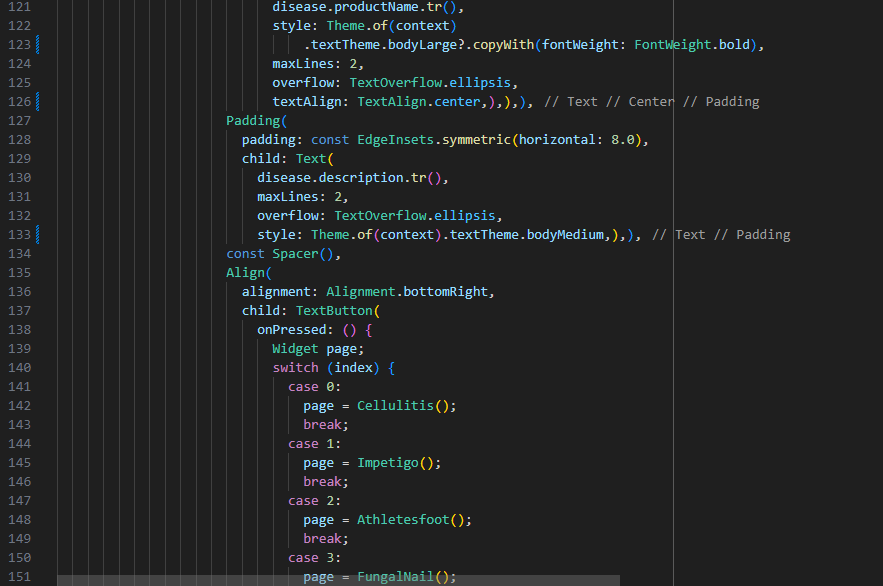 121 disease.productName.tr(),
122 style: Theme.of(context)
123 .textTheme.bodyLarge?.copyWith(fontWeight: FontWeight.bold),
124 maxLines: 2,
125 overflow: TextOverflow.ellipsis,
126 textAlign: TextAlign.center,),),), // Text // Center // Padding
127 Padding(
128 padding: const EdgeInsets.symmetric(horizontal: 8.0),
129 child: Text(
130 disease.description.tr(),
131 maxLines: 2,
132 overflow: TextOverflow.ellipsis,
133 style: Theme.of(context).textTheme.bodyMedium,),), // Text // Padding
134 const Spacer(),
135 Align(
136 alignment: Alignment.bottomRight,
137 child: TextButton(
138 onPressed: () {
139 Widget page;
140 switch (index) {
141 case 0:
142 page = Cellulitis();
143 break;
144 case 1:
145 page = Impetigo();
146 break;
147 case 2:
148 page = Athletesfoot();
149 break;
150 case 3:
151 page = FungalNail();